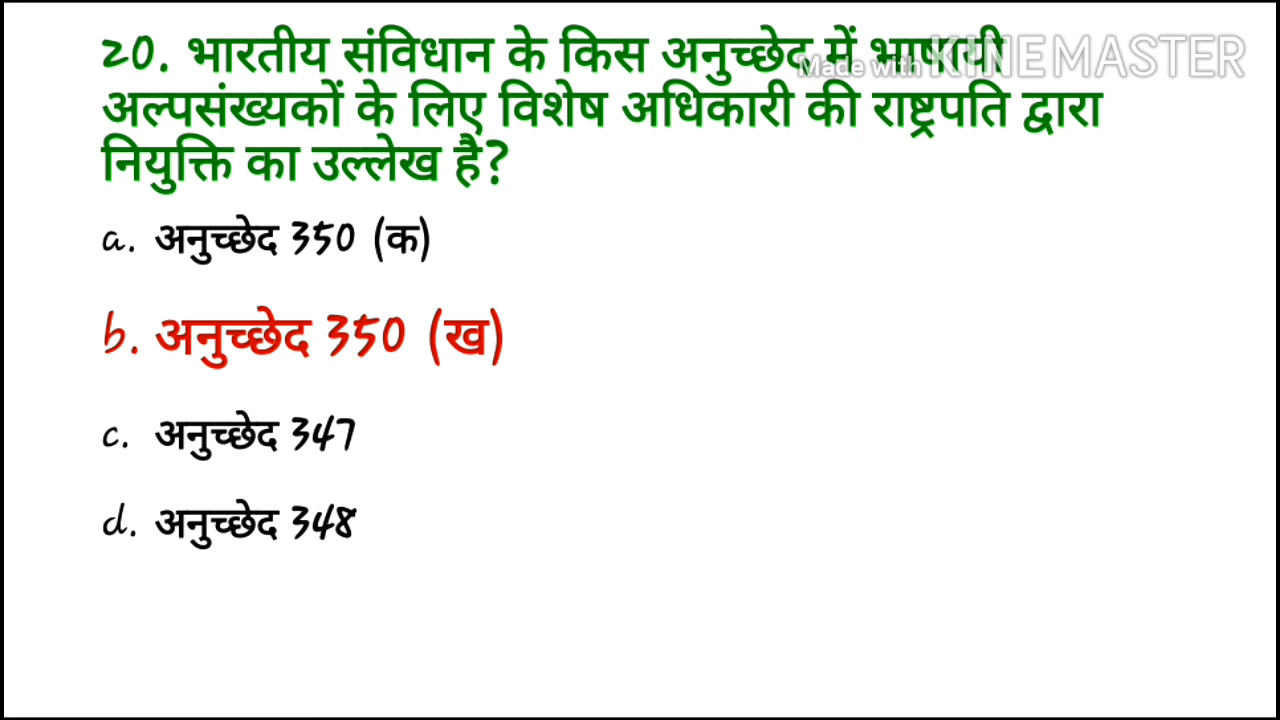 20. भारतीय संविधान के किस अनुच्छेद में भाषायी
Made with KINEMASTER
अल्पसंख्यकों के लिए विशेष अधिकारी की राष्ट्रपति द्वारा
नियुक्ति का उल्लेख है?
a. अनुच्छेद 350 (क)
b. अनुच्छेद 350 (ख)
c. अनुच्छेद 347
d. अनुच्छेद 348